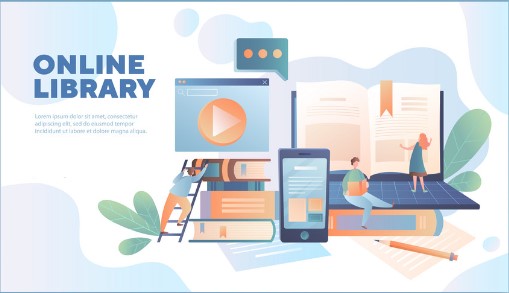 ONLINE
LIBRARY
Lorem ipsum dolor sit amet, consectetur
adipiscing elit, sed do eiusmod tempor
incididunt ut labore et dolore magna aliqua.